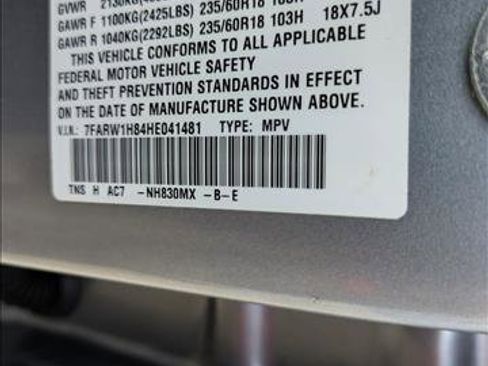 GVWR 2130KG
GAWR F 1100KG(2425LBS) 235/60R18 103H
GAWR R 1040KG(2292LBS) 235/60R18 103H 18X7.5J
THIS VEHICLE CONFORMS TO ALL APPLICABLE
FEDERAL MOTOR VEHICLE SAFETY
AND THEFT PREVENTION STANDARDS IN EFFECT
ON THE DATE OF MANUFACTURE SHOWN ABOVE.
V.I.N.: 7FARW1H84HE041481 TYPE: MPV
TNS H AC7 -NH830MX -B-E